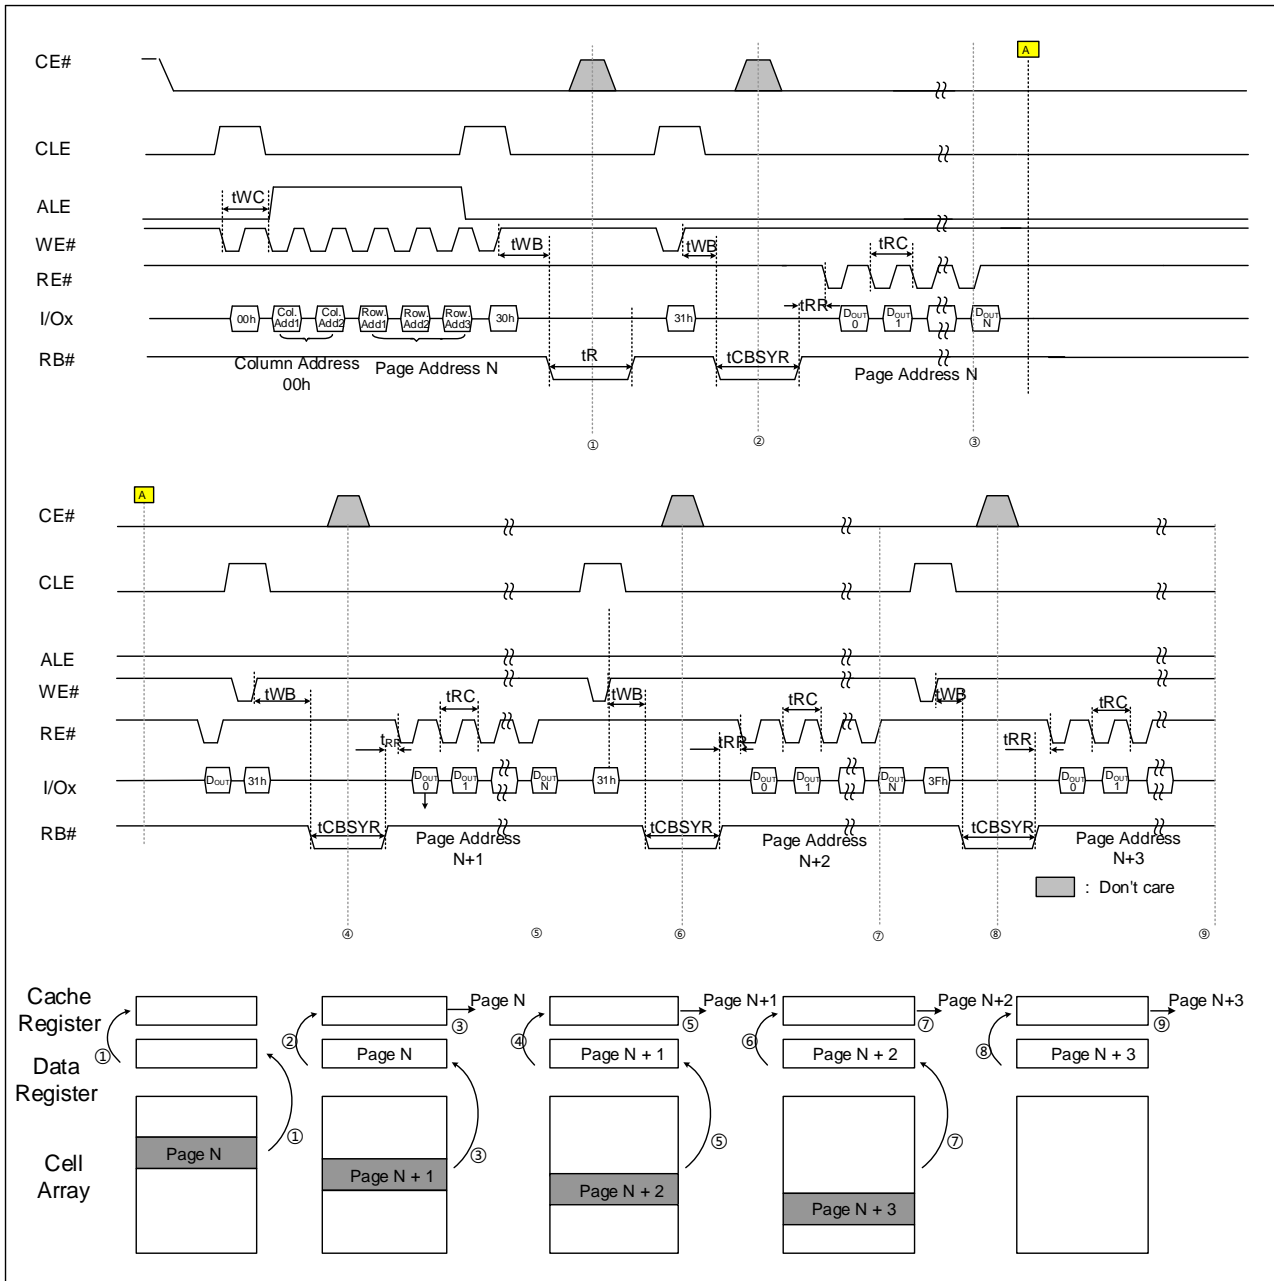 CE#
A
CLE
ALE
tWC
WE#
tWB
tWB
tRC
RE#
tRR
I/Ox
00h
Col. Add1
Col. Add2
Row. Add1
Row. Add2
Row. Add3
30h
31h
DOUT 0
DOUT 1
DOUT N
RB#
Column Address
00h
Page Address N
tR
tCBSYR
Page Address N
①
②
③
A
CE#
CLE
ALE
WE#
tWB
tRC
tWB
tRC
tWB
tRC
RE#
tRR
tRR
tRR
I/Ox
DOUT
31h
DOUT 0
DOUT 1
DOUT N
31h
DOUT 0
DOUT 1
DOUT N
3Fh
DOUT 0
DOUT 1
RB#
tCBSYR
Page Address
N+1
tCBSYR
Page Address
N+2
tCBSYR
Page Address
N+3
: Don't care
④
⑤
⑥
⑦
⑧
⑨
Cache
Register
Data
Register
Cell
Array
①
①
Page N
②
Page N
③
Page N
③
Page N + 1
④
Page N+1
⑤
Page N + 1
⑤
Page N + 2
⑥
Page N+2
⑦
Page N + 2
⑦
Page N + 3
⑧
Page N+3
⑨
Page N + 3